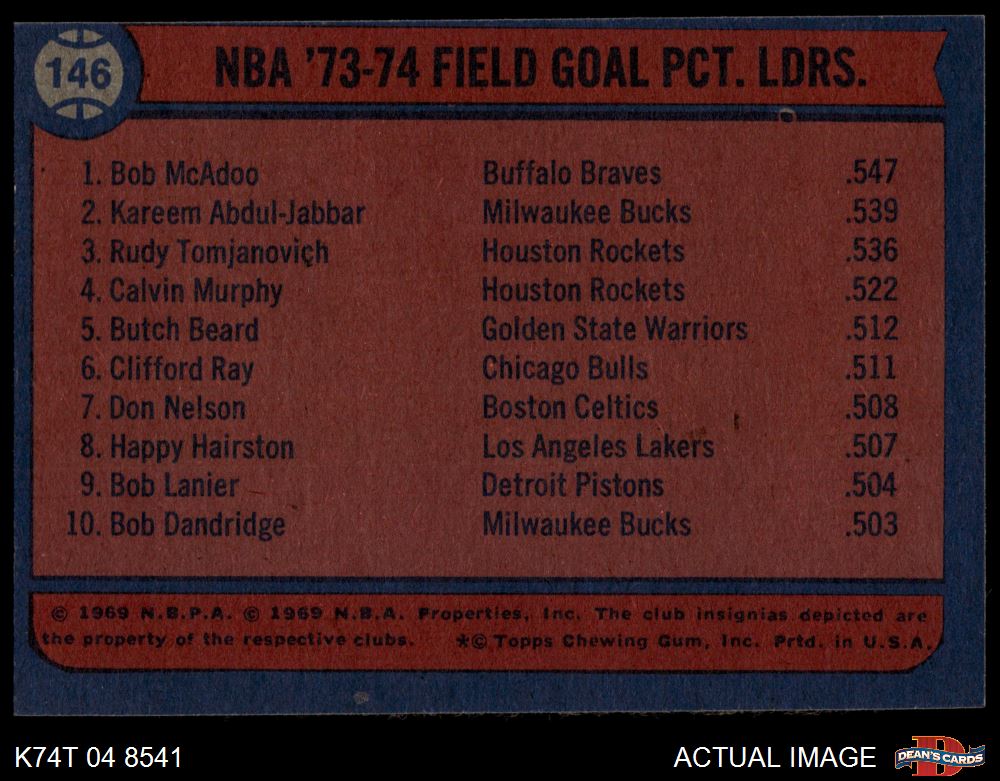 146
NBA '73-74 FIELD GOAL PCT. LDRS.
1. Bob McAdoo Buffalo Braves .547
2. Kareem Abdul-Jabbar Milwaukee Bucks .539
3. Rudy Tomjanovich Houston Rockets .536
4. Calvin Murphy Houston Rockets .522
5. Butch Beard Golden State Warriors .512
6. Clifford Ray Chicago Bulls .511
7. Don Nelson Boston Celtics .508
8. Happy Hairston Los Angeles Lakers .507
9. Bob Lanier Detroit Pistons .504
10. Bob Dandridge Milwaukee Bucks .503
© 1969 N.B.P.A. © 1969 N.B.A. Properties, Inc. The club insignias depicted are
the property of the respective clubs. *© Topps Chewing Gum, Inc. Prtd. in U.S.A.
K74T 04 8541 ACTUAL IMAGE D DEAN'S CARDS